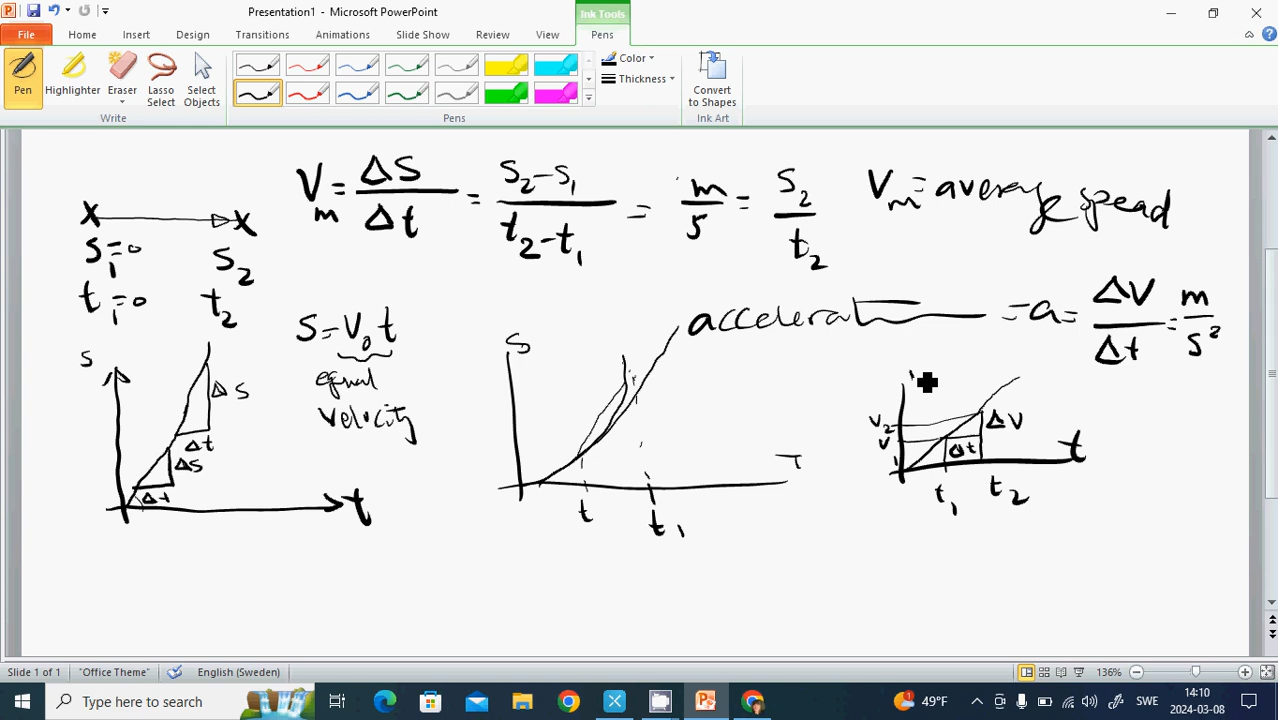 Presentation1 - Microsoft PowerPoint
Ink Tools
File Home Insert Design Transitions Animations Slide Show Review View Pens
Pen Highlighter Eraser Lasso Select Select Objects
Color
Thickness
Convert to Shapes
Write Pens Ink Art
Vm = ΔS/Δt = S2-S1/t2-t1 = m/s = S2/t2
Vm = average spead
X X
S1=0 S2
t1=0 t2
S=V0t
equal
velocity
accelerat = a = ΔV/Δt = m/s²
S
ΔS
Δt
ΔS
Δt
t
S
T
t t1
V2
V1
ΔV
Δt
t
t1 t2
Slide 1 of 1 "Office Theme" English (Sweden) 136%
Type here to search
49°F
SWE
14:10
2024-03-08